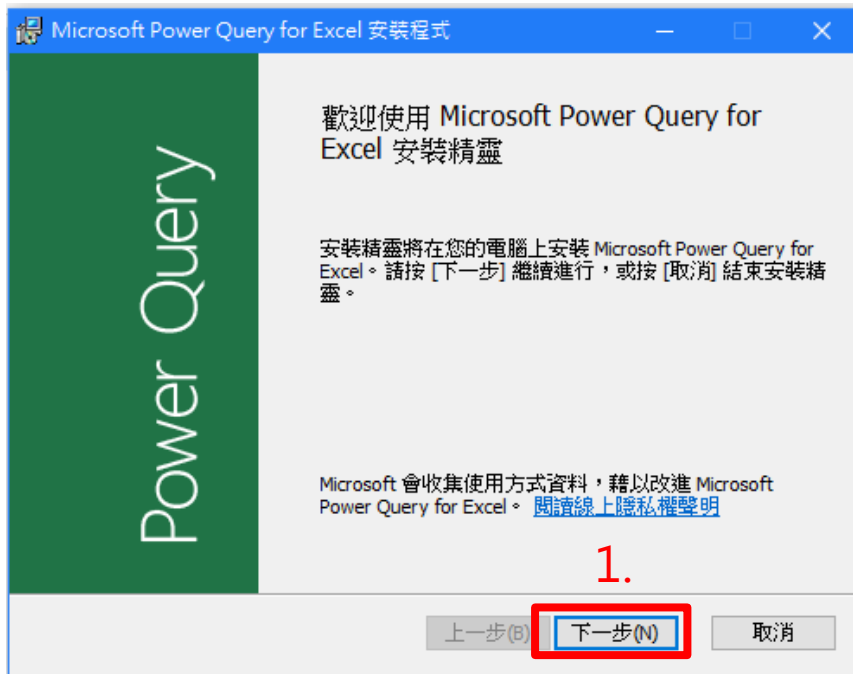 Microsoft Power Query for Excel 安裝程式
Power Query
歡迎使用 Microsoft Power Query for
Excel 安裝精靈
安裝精靈將在您的電腦上安裝 Microsoft Power Query for
Excel。請按 [下一步] 繼續進行，或按 [取消] 結束安裝精
靈。
Microsoft 會收集使用方式資料，藉以改進 Microsoft
Power Query for Excel。 閱讀線上隱私權聲明
1.
上一步(B) 下一步(N) 取消